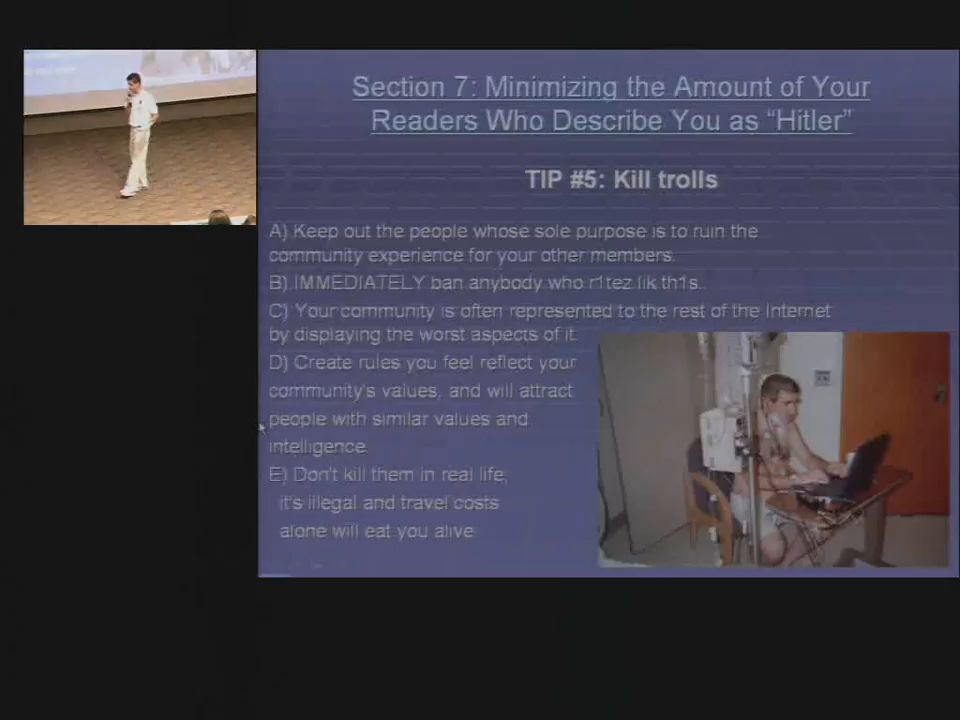 Section 7: Minimizing the Amount of Your
Readers Who Describe You as “Hitler”
TIP #5: Kill trolls
A) Keep out the people whose sole purpose is to ruin the
community experience for your other members.
B) IMMEDIATELY ban anybody who r1tez lik th1s.
C) Your community is often represented to the rest of the Internet
by displaying the worst aspects of it.
D) Create rules you feel reflect your
community's values, and will attract
people with similar values and
intelligence.
E) Don't kill them in real life,
it's illegal and travel costs
alone will eat you alive